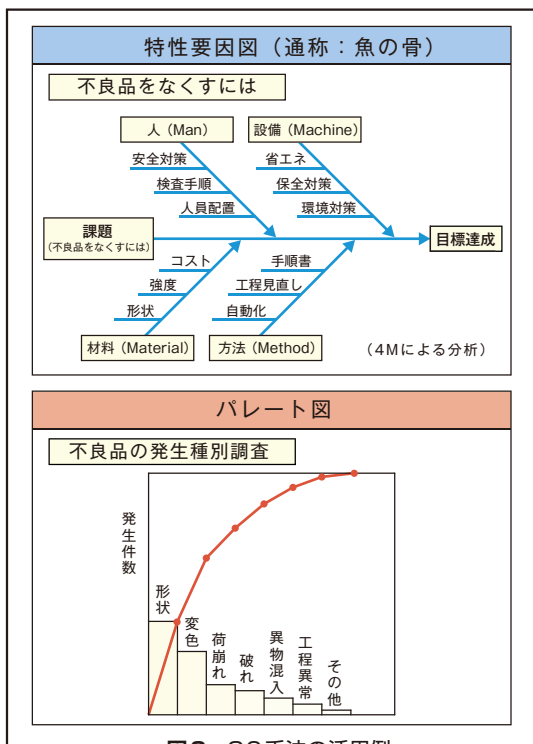 特性要因図（通称：魚の骨）
不良品をなくすには
人（Man）
設備（Machine）
安全対策
検査手順
人員配置
省エネ
保全対策
環境対策
課題
（不良品をなくすには）
目標達成
コスト
強度
形状
手順書
工程見直し
自動化
材料（Material）
方法（Method）
（4Mによる分析）
パレート図
不良品の発生種別調査
発生件数
形状
変色
荷崩れ
破れ
異物混入
工程異常
その他